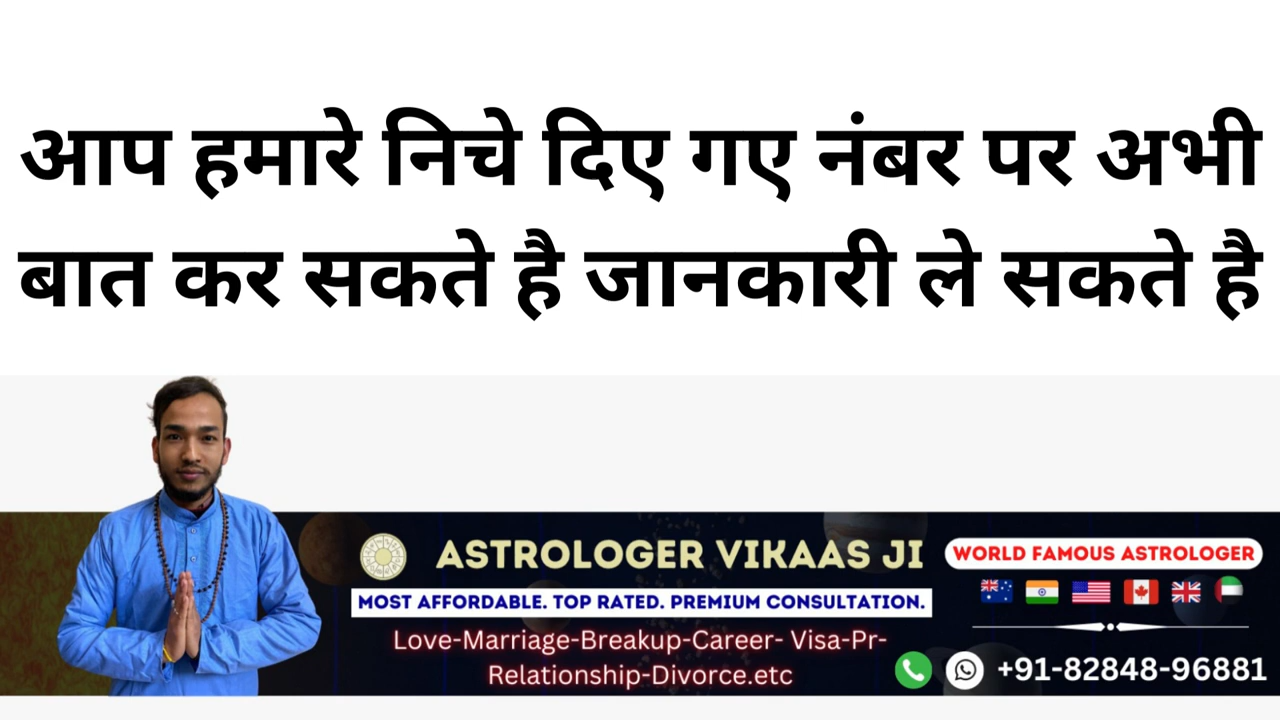 आप हमारे निचे दिए गए नंबर पर अभी
बात कर सकते है जानकारी ले सकते है
ASTROLOGER VIKAAS JI
WORLD FAMOUS ASTROLOGER
MOST AFFORDABLE. TOP RATED. PREMIUM CONSULTATION.
Love-Marriage-Breakup-Career- Visa-Pr-
Relationship-Divorce.etc
+91-82848-96881